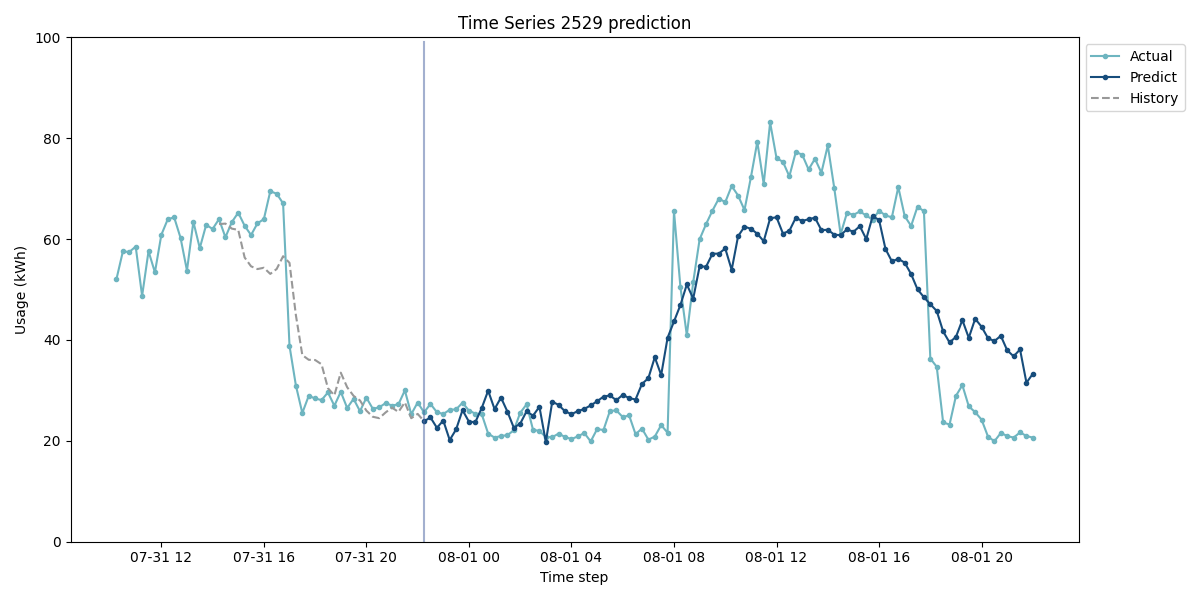 Time Series 2529 prediction
100
80
60
40
20
0
Usage (kWh)
07-31 12
07-31 16
07-31 20
08-01 00
08-01 04
08-01 08
08-01 12
08-01 16
08-01 20
Time step
Actual
Predict
History